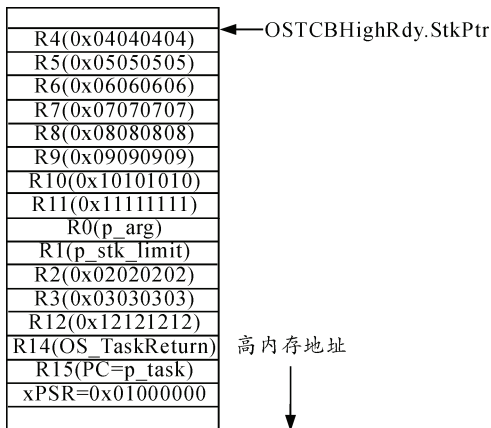 OSTCBHighRdy.StkPtr
R4(0x04040404)
R5(0x05050505)
R6(0x06060606)
R7(0x07070707)
R8(0x08080808)
R9(0x09090909)
R10(0x10101010)
R11(0x11111111)
R0(p_arg)
R1(p_stk_limit)
R2(0x02020202)
R3(0x03030303)
R12(0x12121212)
R14(OS_TaskReturn)
高内存地址
R15(PC=p_task)
xPSR=0x01000000